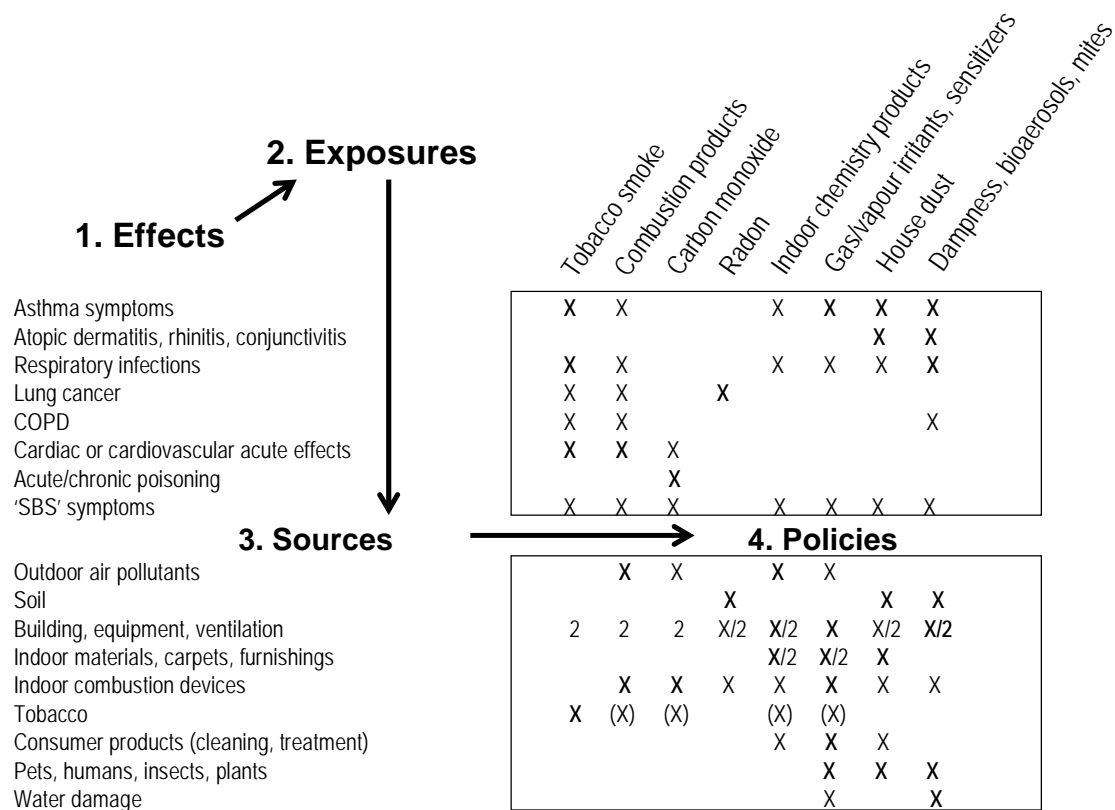 Tobacco smoke
Combustion products
Carbon monoxide
Radon
Indoor chemistry products
Gas/vapour irritants, sensitizers
House dust
Dampness, bioaerosols, mites
2. Exposures
1. Effects
Asthma symptoms X X X X X X
Atopic dermatitis, rhinitis, conjunctivitis X X
Respiratory infections X X X X X X
Lung cancer X X X
COPD X X X
Cardiac or cardiovascular acute effects X X X
Acute/chronic poisoning X
‘SBS’ symptoms X X X X X X X
3. Sources 4. Policies
Outdoor air pollutants X X X X
Soil X X X
Building, equipment, ventilation 2 2 2 X/2 X/2 X X/2 X/2
Indoor materials, carpets, furnishings X/2 X/2 X
Indoor combustion devices X X X X X X X
Tobacco X (X) (X) (X) (X)
Consumer products (cleaning, treatment) X X X
Pets, humans, insects, plants X X X
Water damage X X